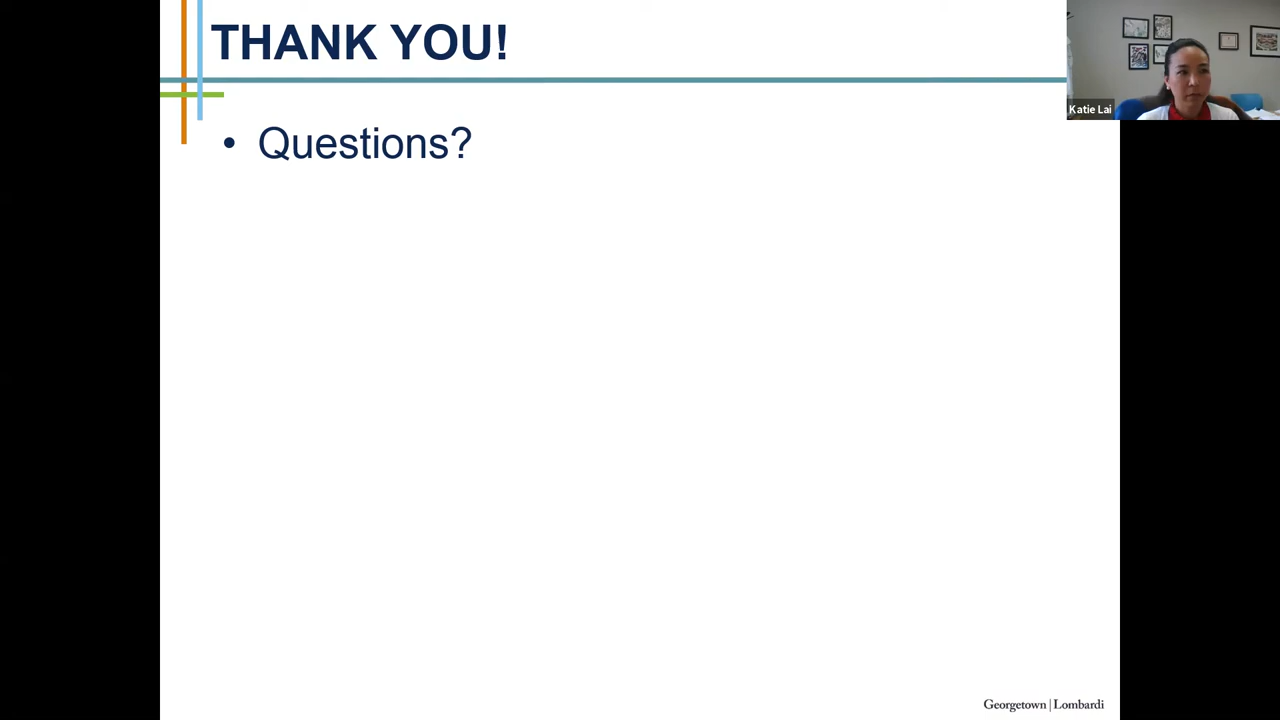 THANK YOU!
Katie Lai
• Questions?
Georgetown | Lombardi